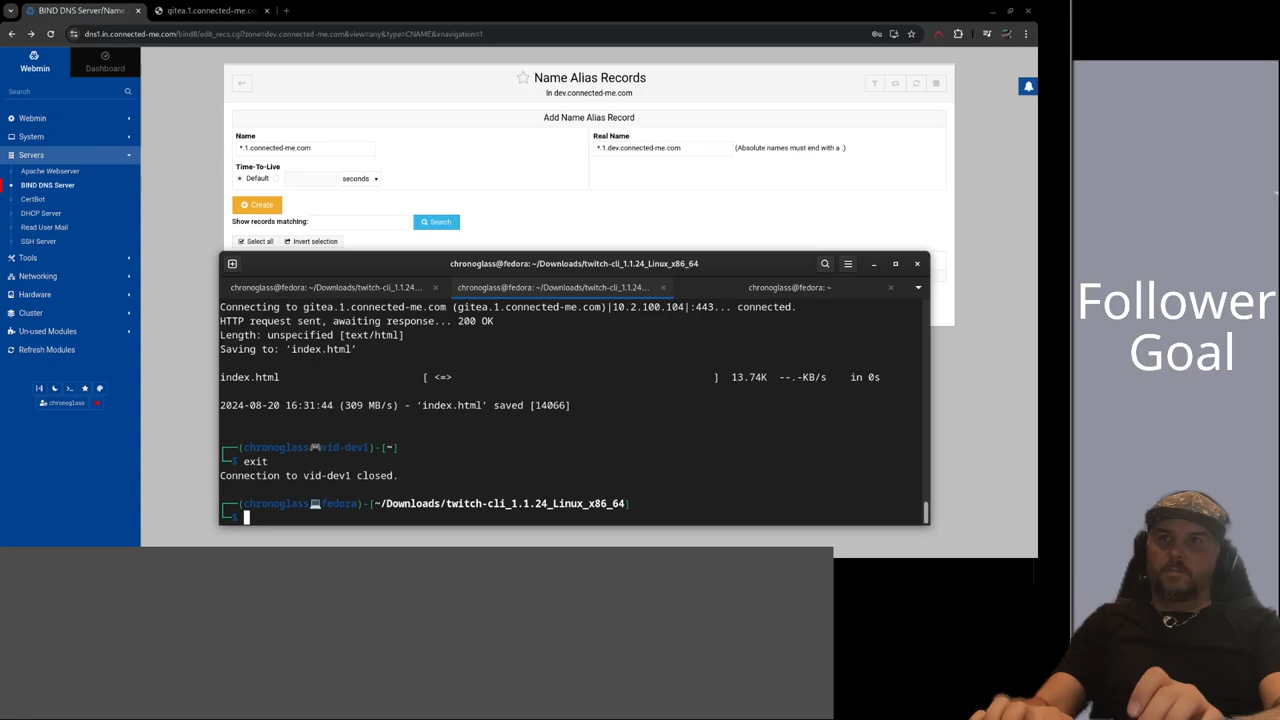 BIND DNS Server/Name
gitea.1.connected-me.com
dns1.in.connected-me.com/bind8/edit_recs.cgi?zone=dev.connected-me.com&view=any&type=CNAME&xnavigation=1
Webmin
Dashboard
Search
Webmin
System
Servers
Apache Webserver
BIND DNS Server
CertBot
DHCP Server
Read User Mail
SSH Server
Tools
Networking
Hardware
Cluster
Un-used Modules
Refresh Modules
chronoglass
Name Alias Records
In dev.connected-me.com
Add Name Alias Record
Name
*.1.connected-me.com
Real Name
*.1.dev.connected-me.com (Absolute names must end with a .)
Time-To-Live
Default
seconds
Create
Show records matching:
Search
Select all
Invert selection
chronoglass@fedora: ~/Downloads/twitch-cli_1.1.24_Linux_x86_64
chronoglass@fedora: ~/Downloads/twitch-cli_1.1.24...
chronoglass@fedora: ~/Downloads/twitch-cli_1.1.24...
chronoglass@fedora: ~
Connecting to gitea.1.connected-me.com (gitea.1.connected-me.com)|10.2.100.104|:443... connected.
HTTP request sent, awaiting response... 200 OK
Length: unspecified [text/html]
Saving to: ‘index.html’
index.html [ <=> ] 13.74K --.-KB/s in 0s
2024-08-20 16:31:44 (309 MB/s) - ‘index.html’ saved [14066]
┌──(chronoglass🎮vid-dev1)-[~]
└─$ exit
Connection to vid-dev1 closed.
┌──(chronoglass💻fedora)-[~/Downloads/twitch-cli_1.1.24_Linux_x86_64]
└─$
Follower
Goal